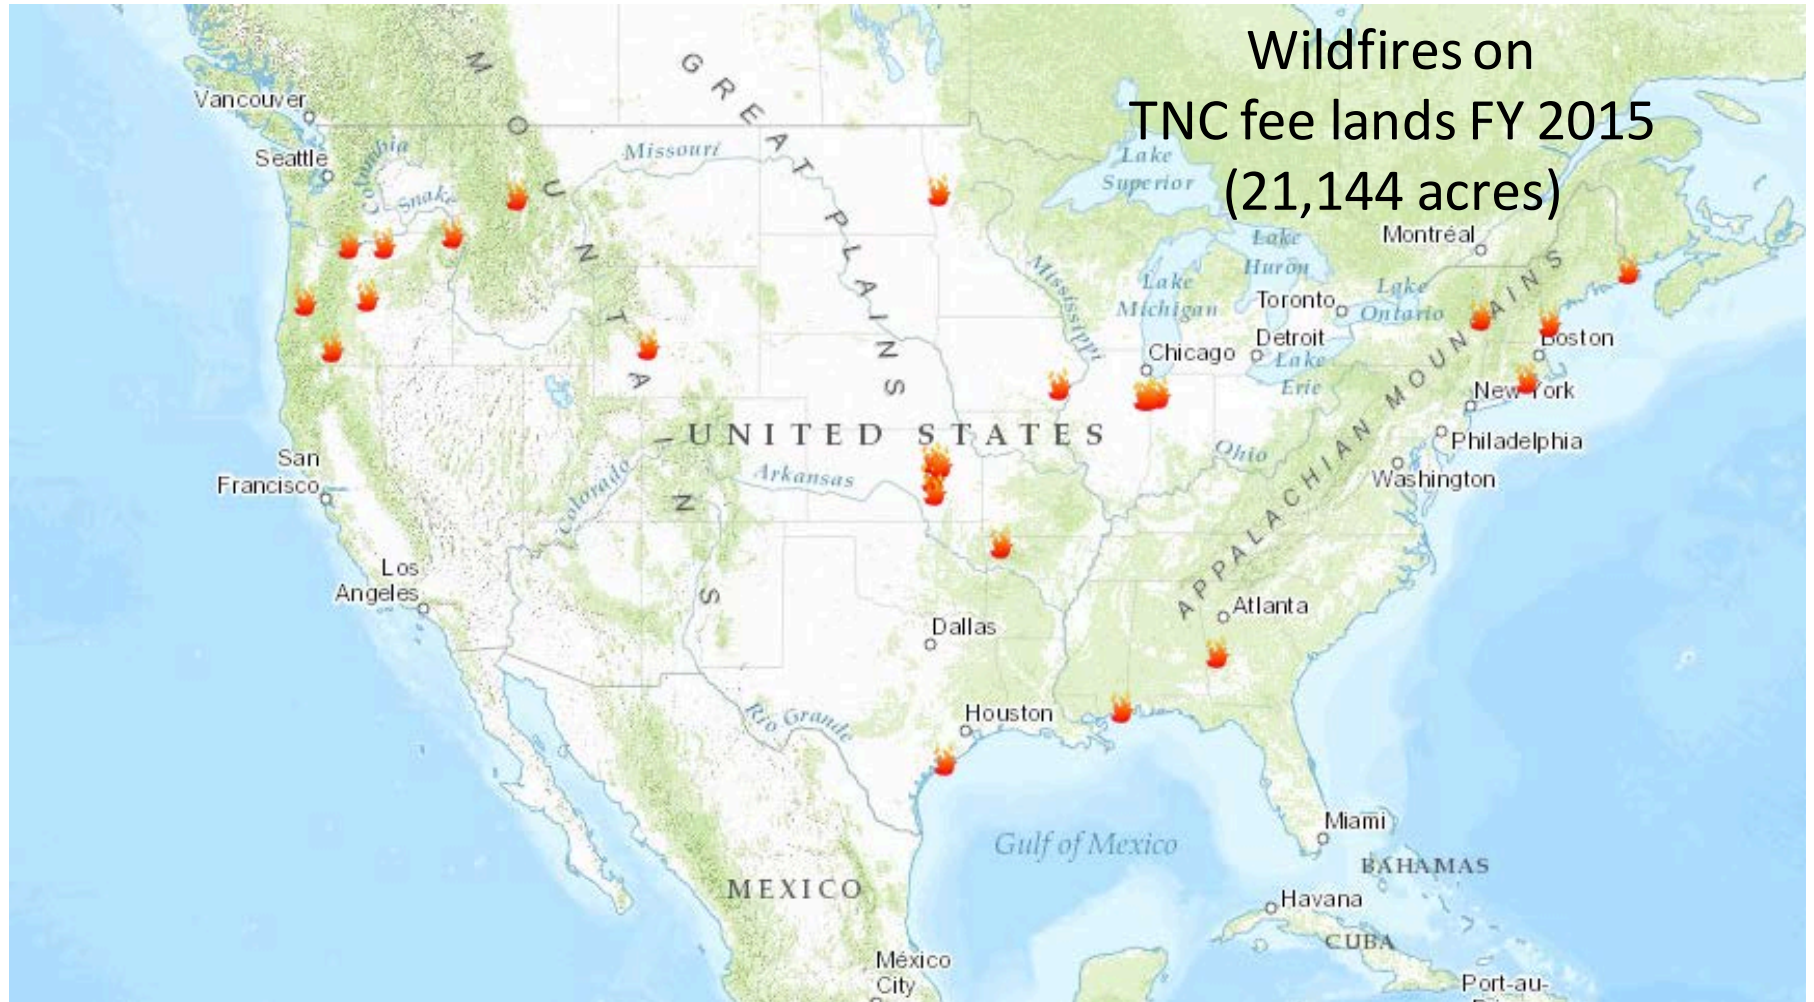 Wildfires on
TNC fee lands FY 2015
(21,144 acres)
Vancouver
Seattle
Columbia
Snake
Missouri
GREAT PLAINS
MOUNTAINS
Lake
Superior
Montréal
Lake
Huron
Lake
Michigan
Mississippi
Toronto
Lake
Ontario
Detroit
Chicago
Lake
Erie
Boston
New York
Philadelphia
Washington
APPALACHIAN MOUNTAINS
Ohio
UNITED STATES
Arkansas
Colorado
San
Francisco
Los
Angeles
Dallas
Atlanta
Houston
Rio Grande
Miami
Gulf of Mexico
BAHAMAS
MEXICO
Havana
CUBA
México
City
Port-au-